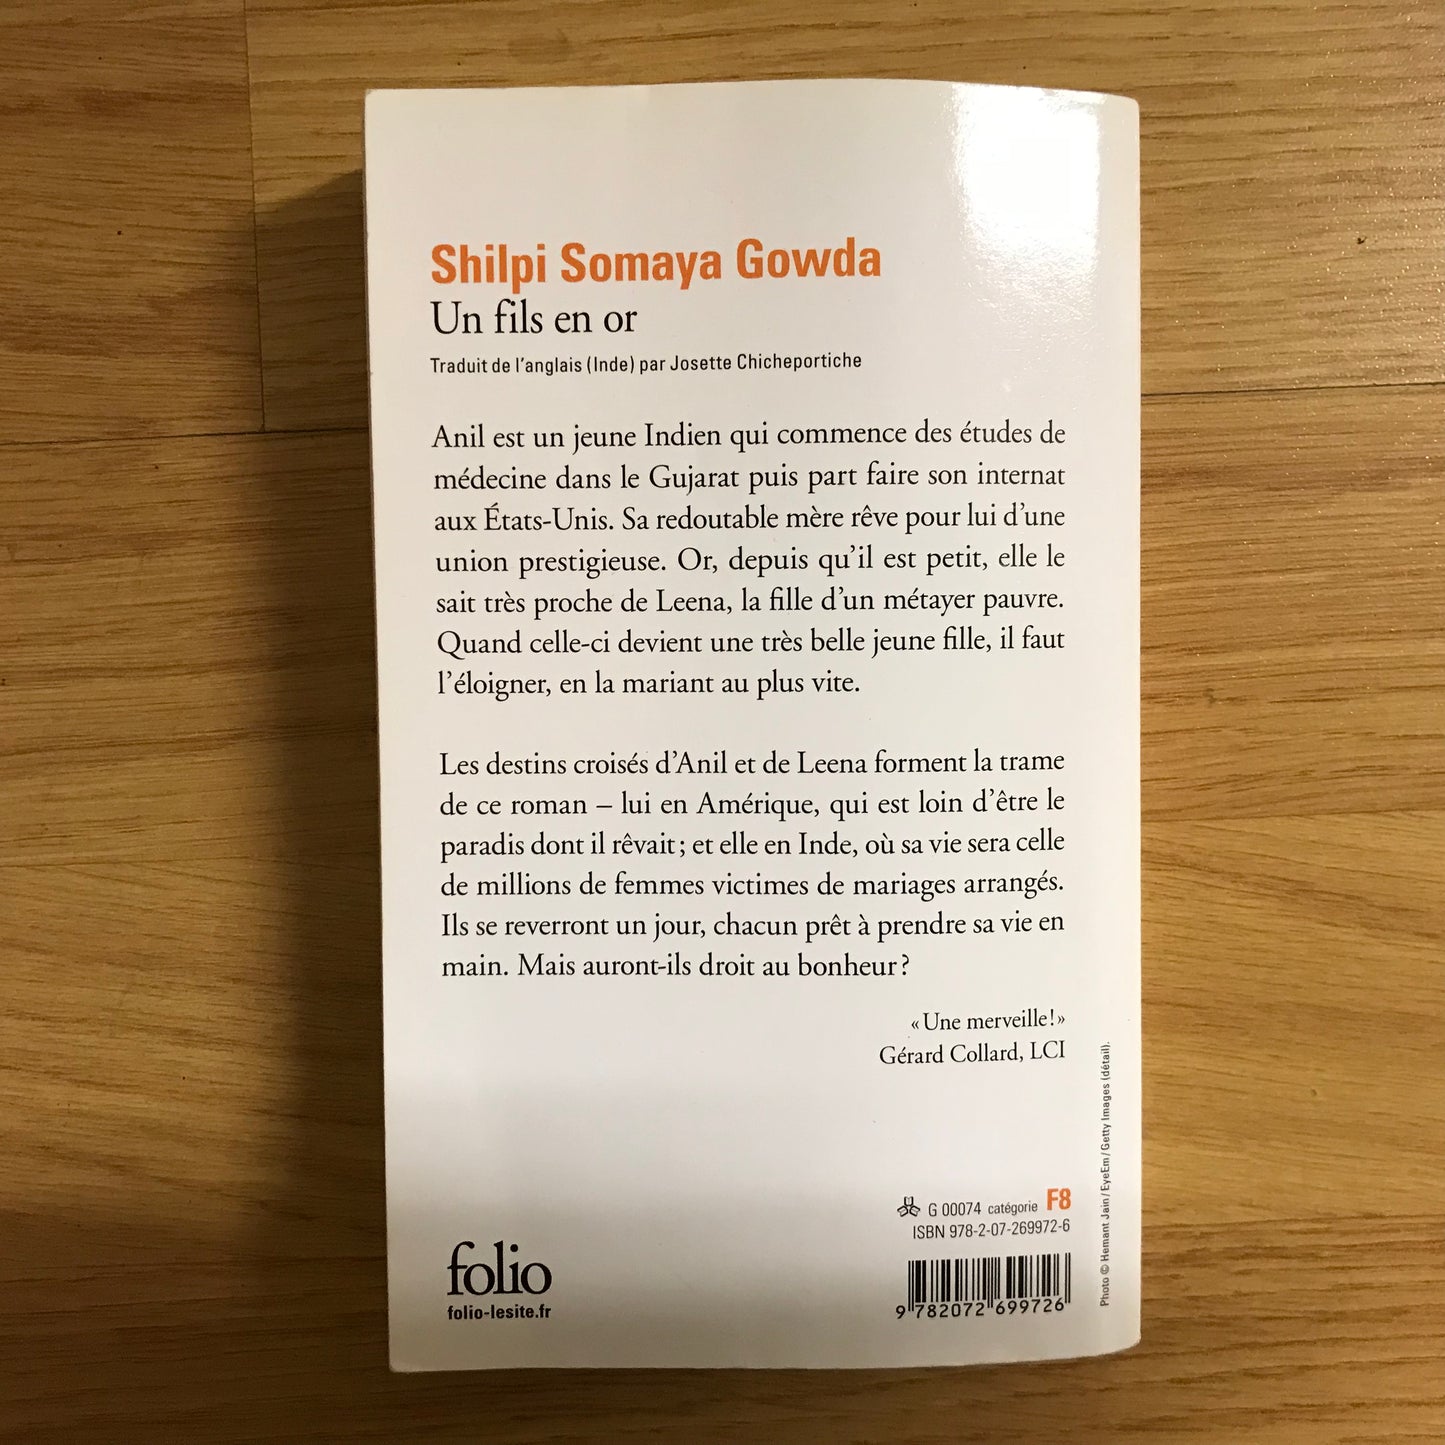 Shilpi Somaya Gowda
Un fils en or
Traduit de l'anglais (Inde) par Josette Chicheportiche
Anil est un jeune Indien qui commence des études de
médecine dans le Gujarat puis part faire son internat
aux États-Unis. Sa redoutable mère rêve pour lui d'une
union prestigieuse. Or, depuis qu'il est petit, elle le
sait très proche de Leena, la fille d'un métayer pauvre.
Quand celle-ci devient une très belle jeune fille, il faut
l'éloigner, en la mariant au plus vite.
Les destins croisés d'Anil et de Leena forment la trame
de ce roman – lui en Amérique, qui est loin d'être le
paradis dont il rêvait ; et elle en Inde, où sa vie sera celle
de millions de femmes victimes de mariages arrangés.
Ils se reverront un jour, chacun prêt à prendre sa vie en
main. Mais auront-ils droit au bonheur ?
« Une merveille ! »
Gérard Collard, LCI
Photo © Hemant Jain / EyeEm / Getty Images (détail).
G 00074 catégorie F8
ISBN 978-2-07-269972-6
folio
folio-lesite.fr
9 782072 699726